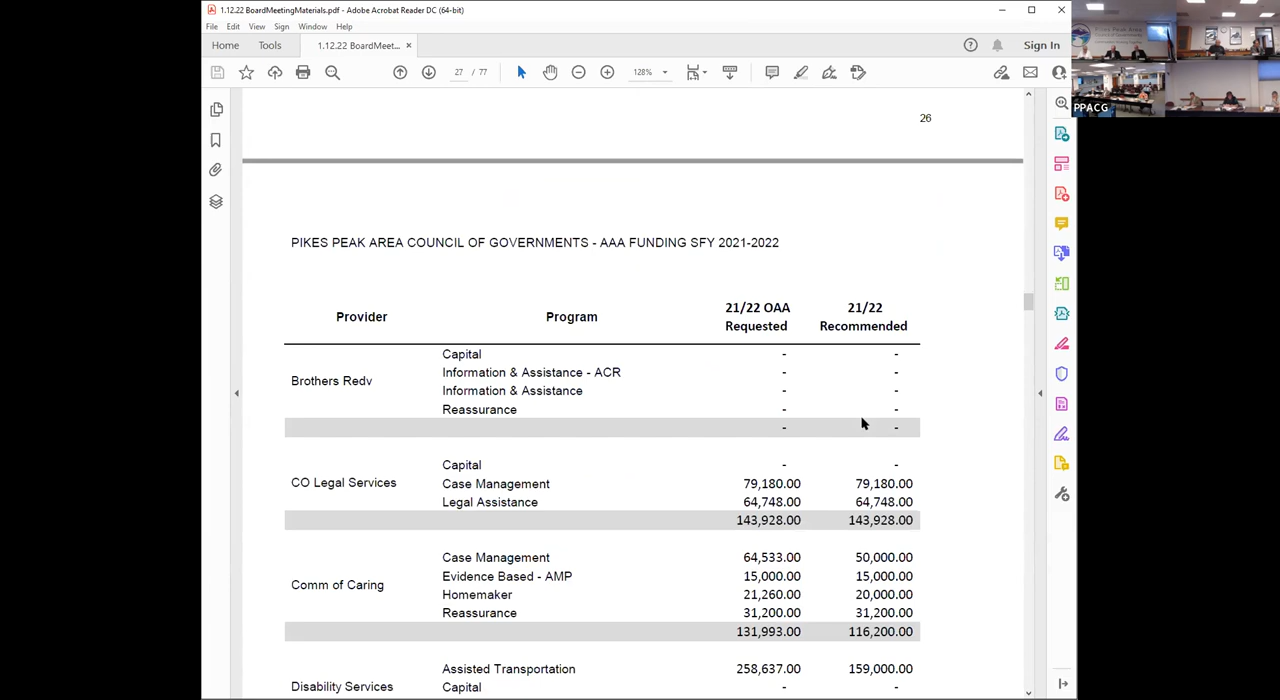 1.12.22 BoardMeetingMaterials.pdf - Adobe Acrobat Reader DC (64-bit)
File Edit View Sign Window Help
Home Tools 1.12.22 BoardMeet... × Sign In
27 / 77 128%
PPACG
26
PIKES PEAK AREA COUNCIL OF GOVERNMENTS - AAA FUNDING SFY 2021-2022
Provider Program 21/22 OAA Requested 21/22 Recommended
Capital - -
Brothers Redv Information & Assistance - ACR - -
Information & Assistance - -
Reassurance - -
- -
Capital - -
CO Legal Services Case Management 79,180.00 79,180.00
Legal Assistance 64,748.00 64,748.00
143,928.00 143,928.00
Case Management 64,533.00 50,000.00
Comm of Caring Evidence Based - AMP 15,000.00 15,000.00
Homemaker 21,260.00 20,000.00
Reassurance 31,200.00 31,200.00
131,993.00 116,200.00
Assisted Transportation 258,637.00 159,000.00
Disability Services Capital - -